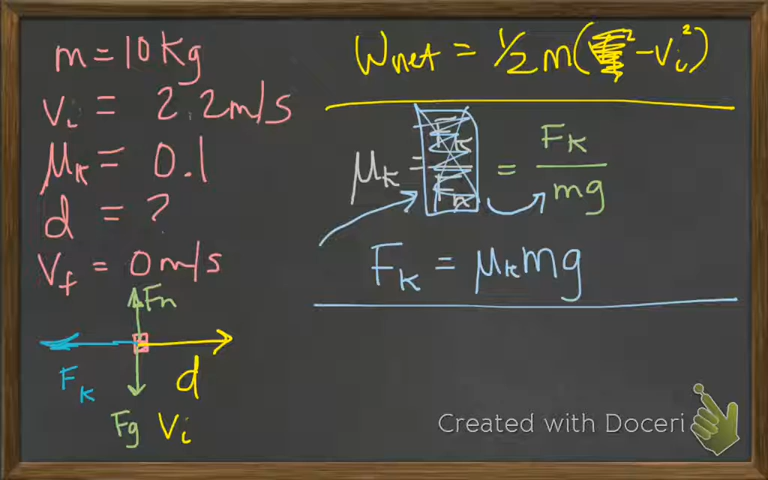 m = 10 Kg
Vi = 2.2 m/s
μK = 0.1
d = ?
Vf = 0 m/s
Fn
FK
d
Fg Vi
Wnet = 1/2 m( ² - Vi²)
μK = = FK/mg
FK = μK mg
Created with Doceri